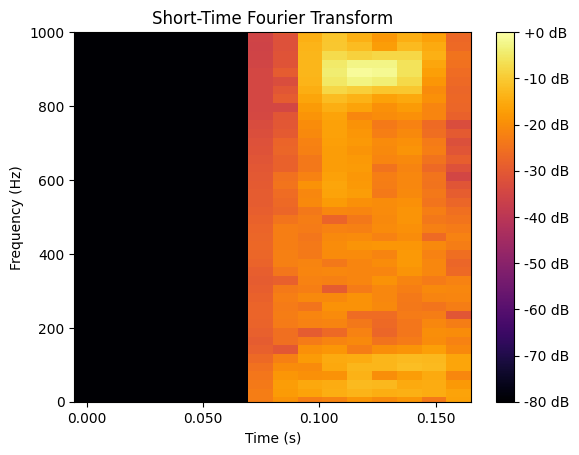 Short-Time Fourier Transform
1000
800
600
400
200
0
Frequency (Hz)
0.000
0.050
0.100
0.150
Time (s)
+0 dB
-10 dB
-20 dB
-30 dB
-40 dB
-50 dB
-60 dB
-70 dB
-80 dB